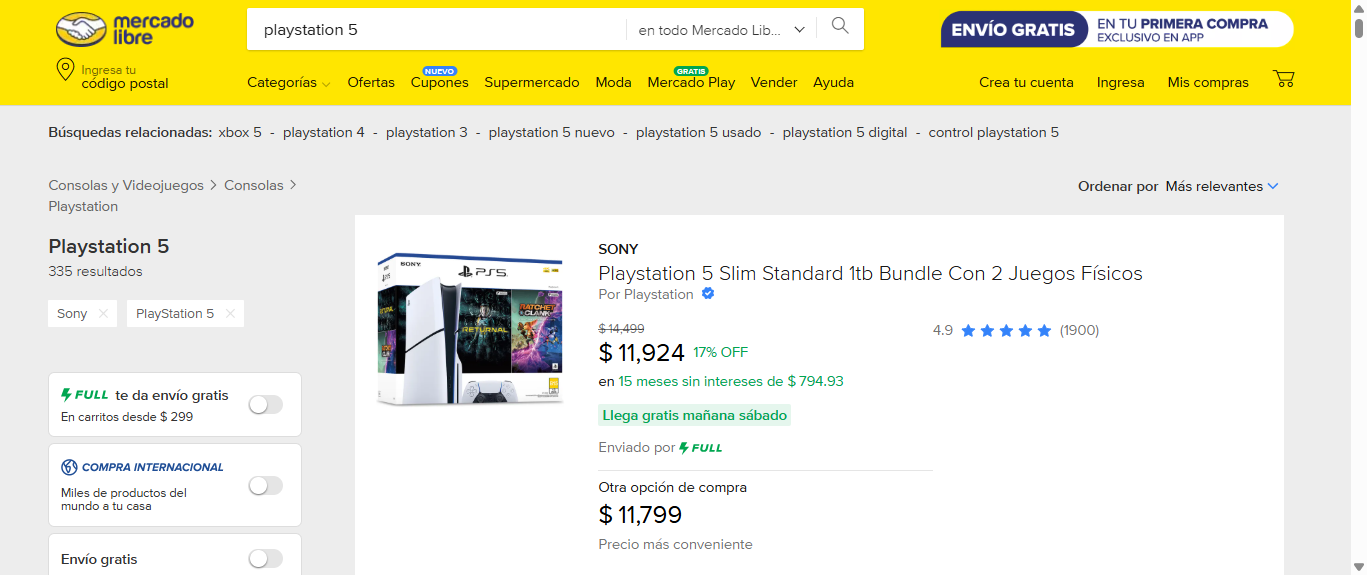 mercado
libre
playstation 5
en todo Mercado Lib...
ENVÍO GRATIS
EN TU PRIMERA COMPRA
EXCLUSIVO EN APP
Ingresa tu
código postal
NUEVO
GRATIS
Categorías Ofertas Cupones Supermercado Moda Mercado Play Vender Ayuda
Crea tu cuenta Ingresa Mis compras
Búsquedas relacionadas: xbox 5 - playstation 4 - playstation 3 - playstation 5 nuevo - playstation 5 usado - playstation 5 digital - control playstation 5
Consolas y Videojuegos > Consolas >
Playstation
Ordenar por Más relevantes
Playstation 5
335 resultados
Sony
PlayStation 5
FULL te da envío gratis
En carritos desde $ 299
COMPRA INTERNACIONAL
Miles de productos del
mundo a tu casa
Envío gratis
SONY
PS5
RETURNAL
RATCHET
CLANK
SONY
Playstation 5 Slim Standard 1tb Bundle Con 2 Juegos Físicos
Por Playstation
$ 14,499
$ 11,924 17% OFF
en 15 meses sin intereses de $ 794.93
Llega gratis mañana sábado
Enviado por FULL
Otra opción de compra
$ 11,799
Precio más conveniente
4.9 (1900)